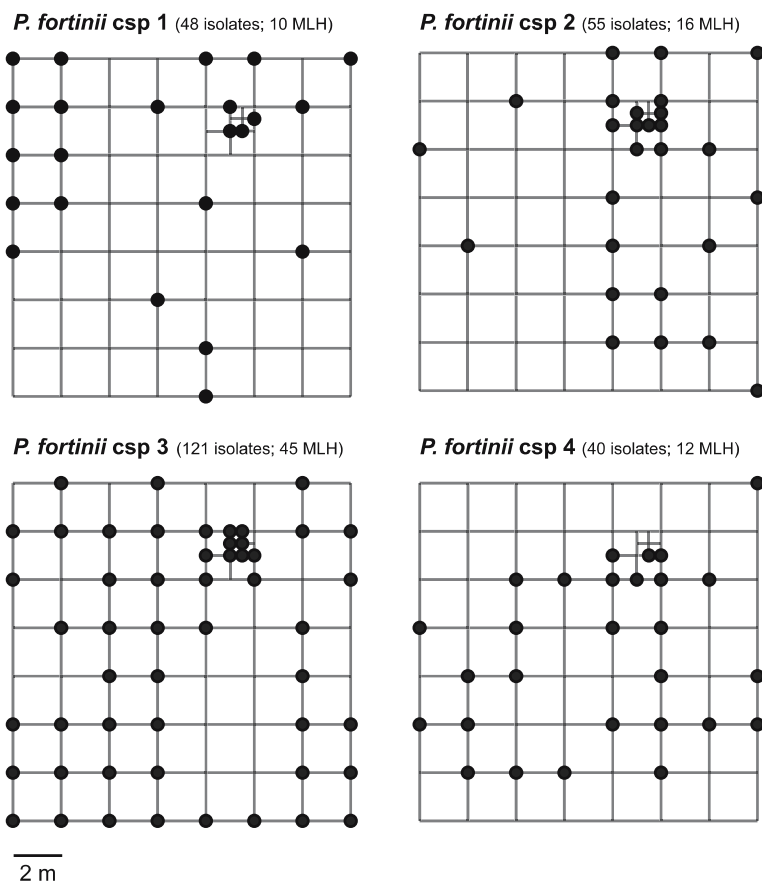 P. fortinii csp 1 (48 isolates; 10 MLH)
P. fortinii csp 2 (55 isolates; 16 MLH)
P. fortinii csp 3 (121 isolates; 45 MLH)
P. fortinii csp 4 (40 isolates; 12 MLH)
2 m